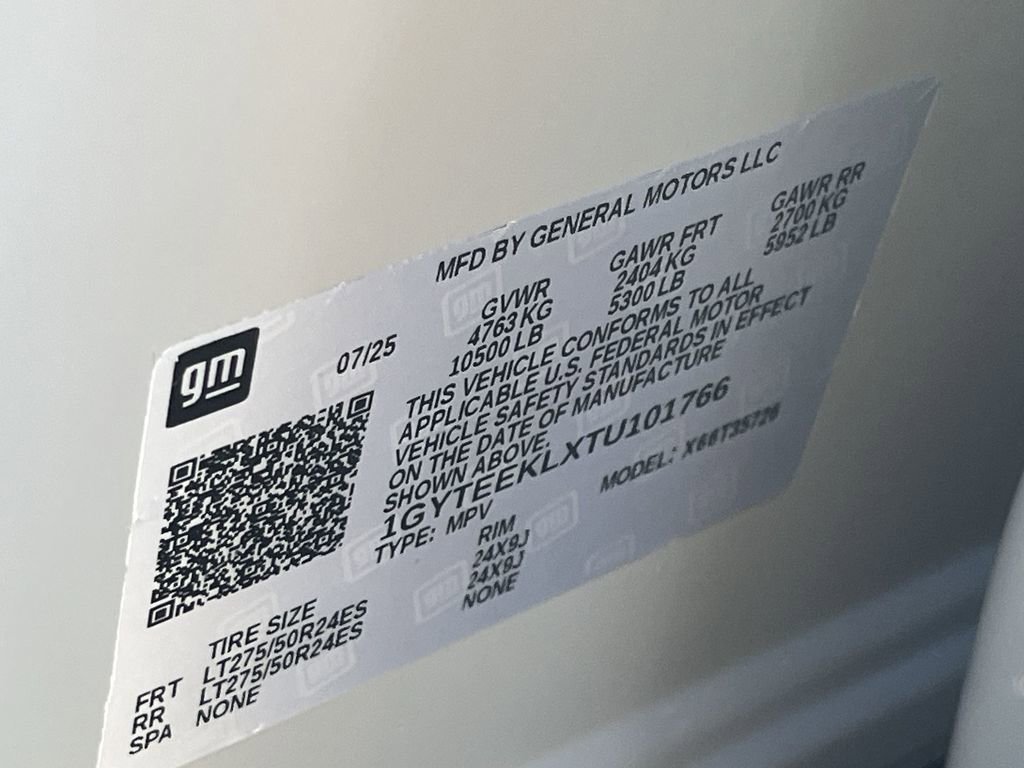 MFD BY GENERAL MOTORS LLC
gm
07/25
GVWR GAWR FRT GAWR RR
4763 KG 2404 KG 2700 KG
10500 LB 5300 LB 5952 LB
THIS VEHICLE CONFORMS TO ALL
APPLICABLE U.S. FEDERAL MOTOR
VEHICLE SAFETY STANDARDS IN EFFECT
ON THE DATE OF MANUFACTURE
SHOWN ABOVE.
1GYTEEKLXTU101766
TYPE: MPV MODEL:
TIRE SIZE RIM
FRT LT275/50R24ES 24X9J
RR LT275/50R24ES 24X9J
SPA NONE NONE